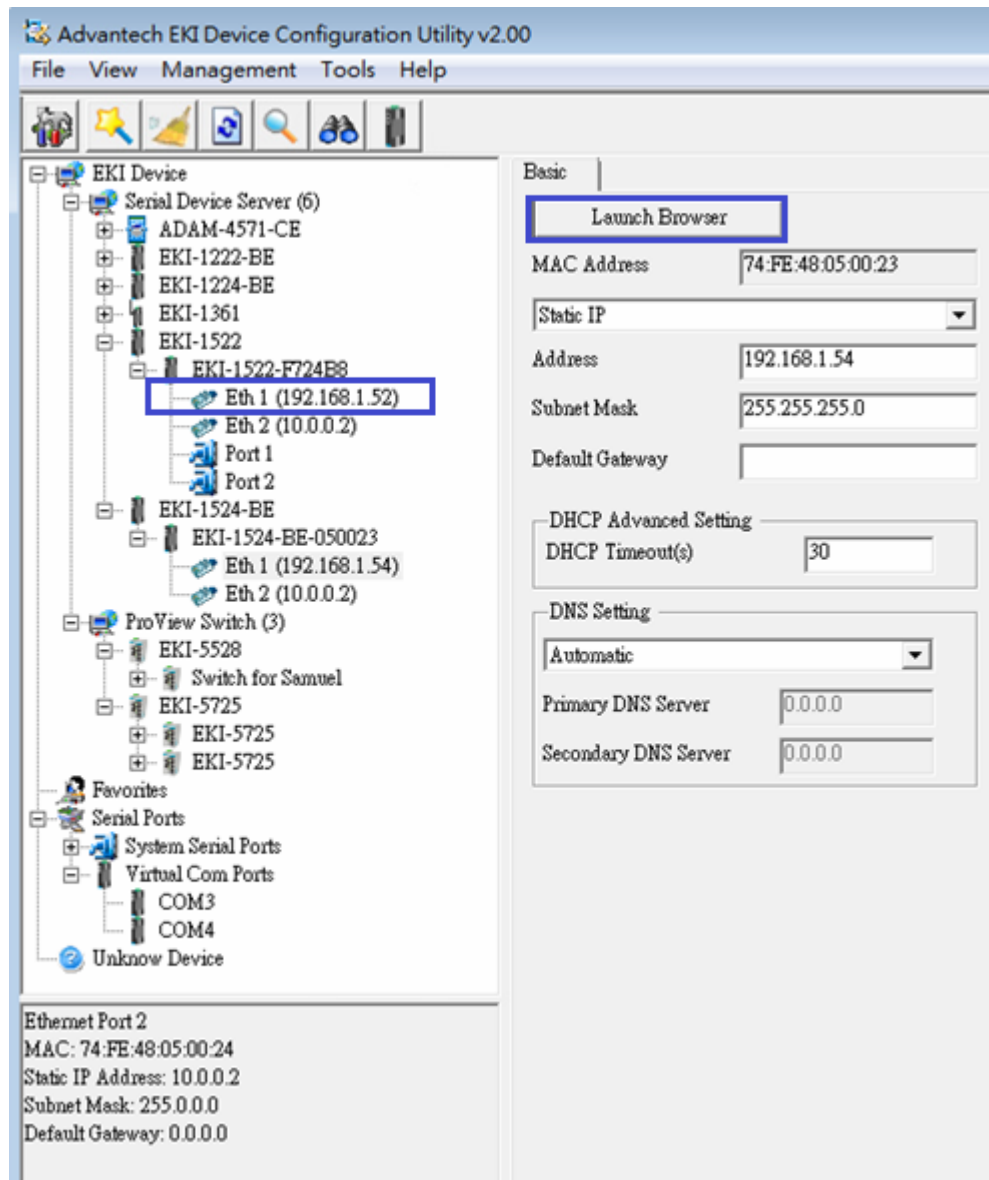 Advantech EKI Device Configuration Utility v2.00
File View Management Tools Help
EKI Device
Serial Device Server (6)
ADAM-4571-CE
EKI-1222-BE
EKI-1224-BE
EKI-1361
EKI-1522
EKI-1522-F724B8
Eth 1 (192.168.1.52)
Eth 2 (10.0.0.2)
Port 1
Port 2
EKI-1524-BE
EKI-1524-BE-050023
Eth 1 (192.168.1.54)
Eth 2 (10.0.0.2)
ProView Switch (3)
EKI-5528
Switch for Samuel
EKI-5725
EKI-5725
EKI-5725
Favorites
Serial Ports
System Serial Ports
Virtual Com Ports
COM3
COM4
Unknow Device
Ethernet Port 2
MAC: 74:FE:48:05:00:24
Static IP Address: 10.0.0.2
Subnet Mask: 255.0.0.0
Default Gateway: 0.0.0.0
Basic
Launch Browser
MAC Address 74:FE:48:05:00:23
Static IP
Address 192.168.1.54
Subnet Mask 255.255.255.0
Default Gateway
DHCP Advanced Setting
DHCP Timeout(s) 30
DNS Setting
Automatic
Primary DNS Server 0.0.0.0
Secondary DNS Server 0.0.0.0